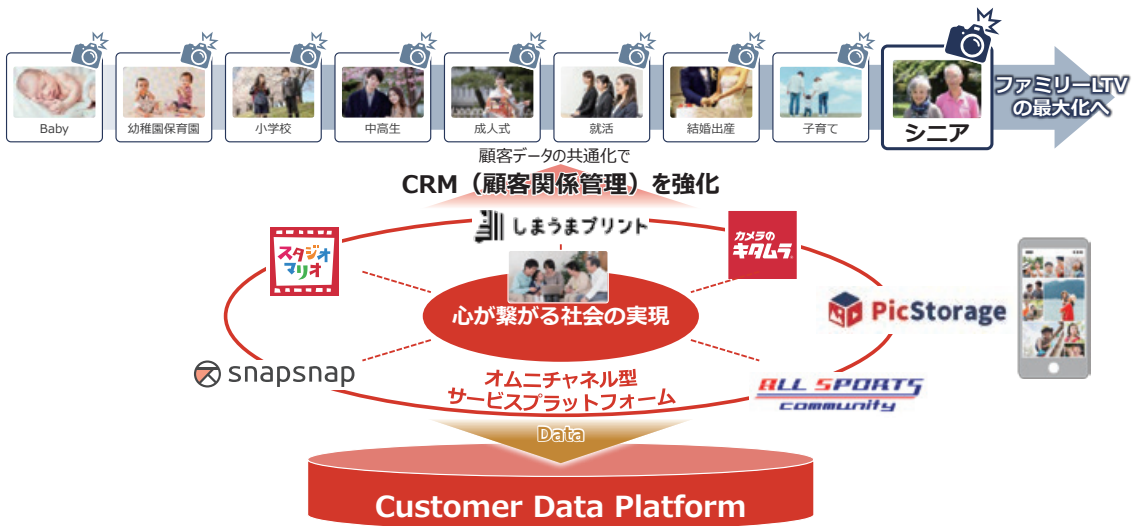 Baby
幼稚園保育園
小学校
中高生
成人式
就活
結婚出産
子育て
シニア
ファミリーLTV
の最大化へ
顧客データの共通化で
CRM（顧客関係管理）を強化
しまうまプリント
スタジオ
マリオ
カメラの
キタムラ
心が繋がる社会の実現
PicStorage
snapsnap
オムニチャネル型
サービスプラットフォーム
ALL SPORTS
community
Data
Customer Data Platform